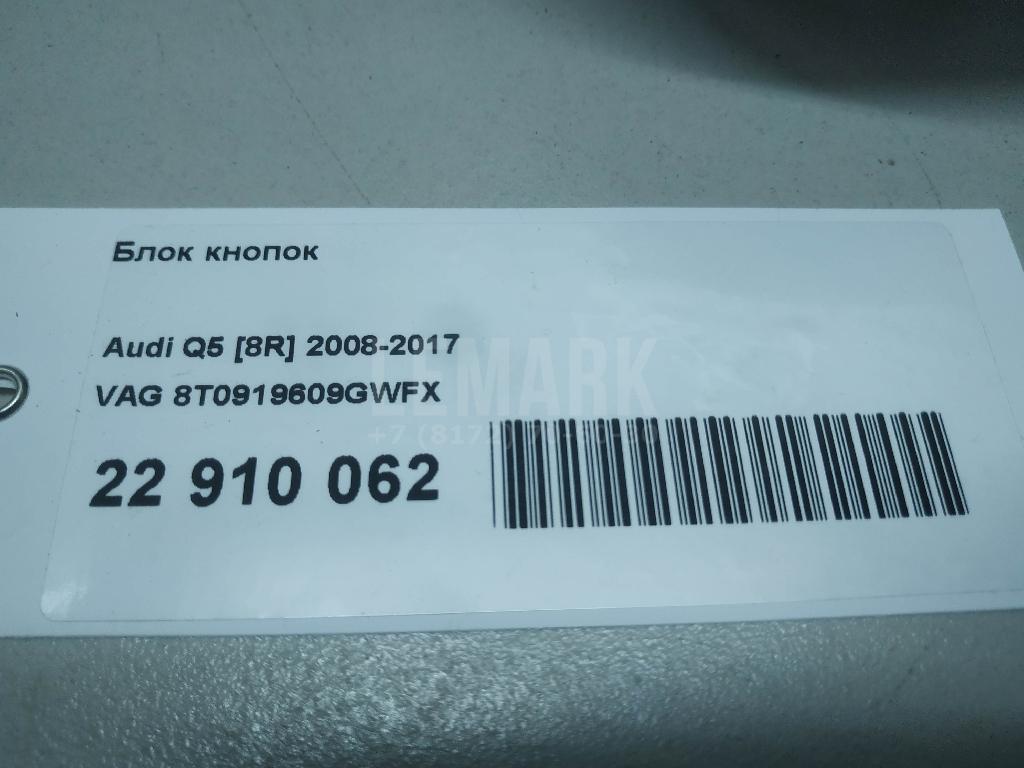 Блок кнопок
Audi Q5 [8R] 2008-2017
VAG 8T0919609GWFX
22 910 062
LEMARK